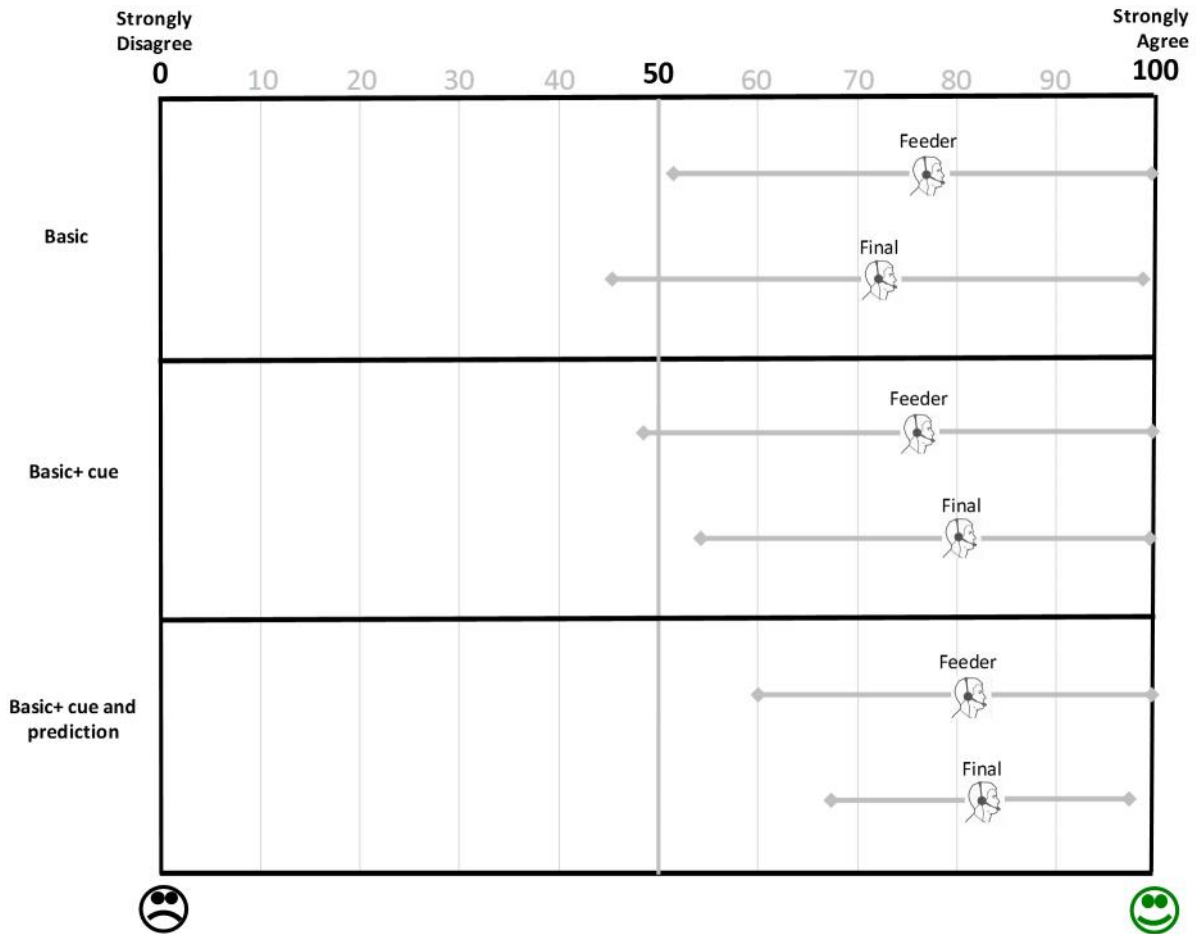 Strongly
Disagree
Strongly
Agree
0 10 20 30 40 50 60 70 80 90 100
Feeder
Basic
Final
Feeder
Basic+ cue
Final
Feeder
Basic+ cue and
prediction
Final